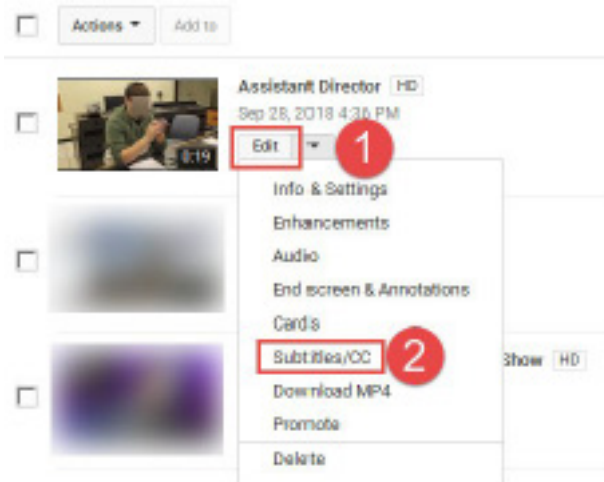 Actions Add to
Assistant Director HD
Sep 28, 2018 4:36 PM
0:19
Edit 1
Info & Settings
Enhancements
Audio
End screen & Annotations
Cards
Subtitles/CC 2
Show HD
Download MP4
Promote
Delete